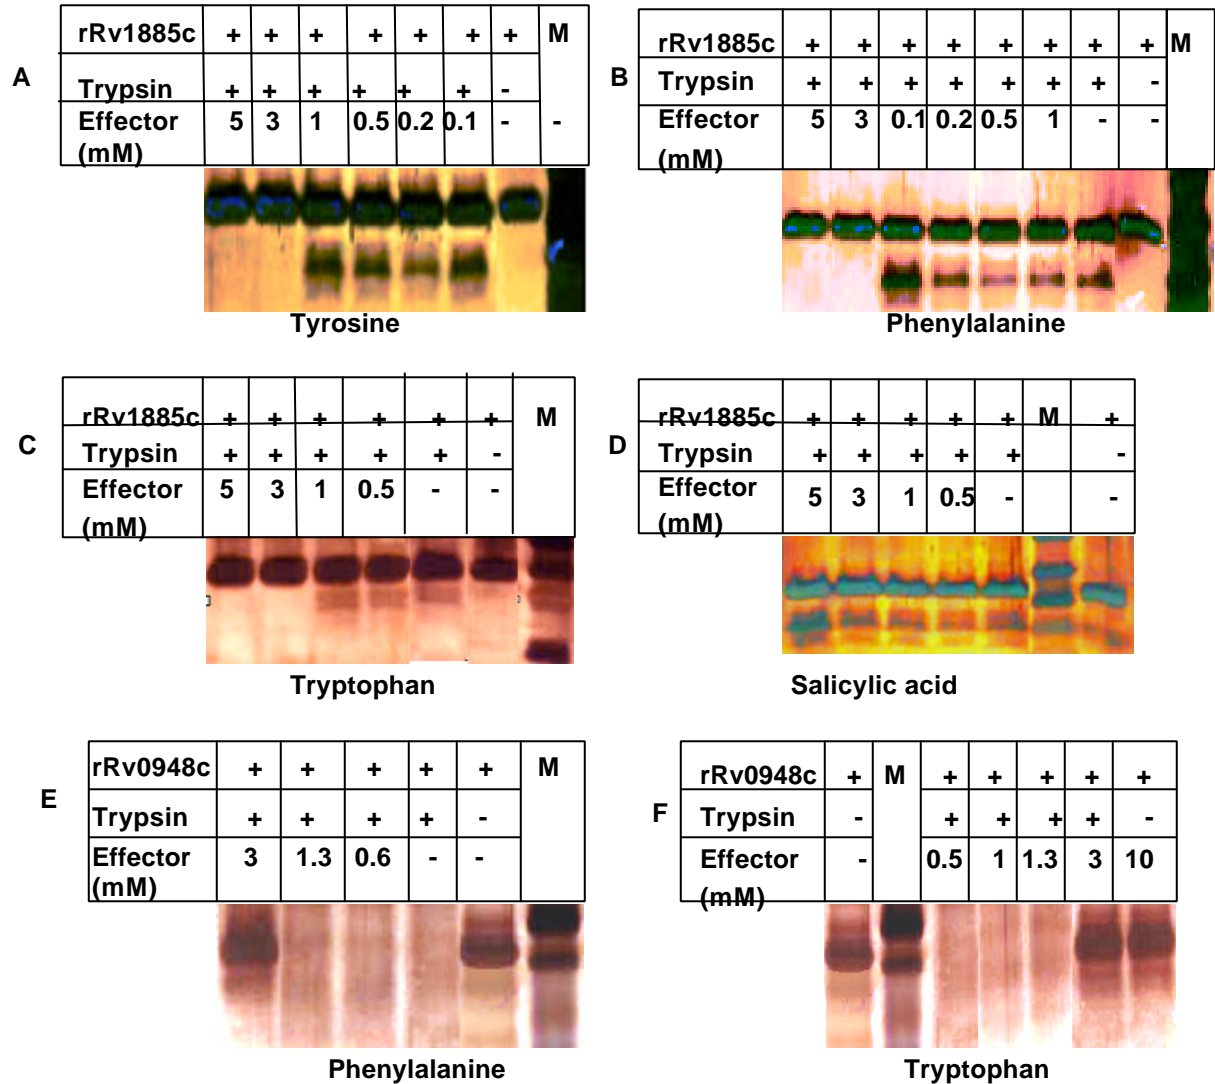 A
rRv1885c + + + + + + + M
Trypsin + + + + + + -
Effector 5 3 1 0.5 0.2 0.1 - -
(mM)
Tyrosine
B
rRv1885c + + + + + + + + M
Trypsin + + + + + + + -
Effector 5 3 0.1 0.2 0.5 1 - -
(mM)
Phenylalanine
C
rRv1885c + + + + + + M
Trypsin + + + + + -
Effector 5 3 1 0.5 - -
(mM)
Tryptophan
D
rRv1885c + + + + + M +
Trypsin + + + + + -
Effector 5 3 1 0.5 - -
(mM)
Salicylic acid
E
rRv0948c + + + + + M
Trypsin + + + + -
Effector 3 1.3 0.6 - -
(mM)
Phenylalanine
F
rRv0948c + M + + + + +
Trypsin - + + + + -
Effector - 0.5 1 1.3 3 10
(mM)
Tryptophan